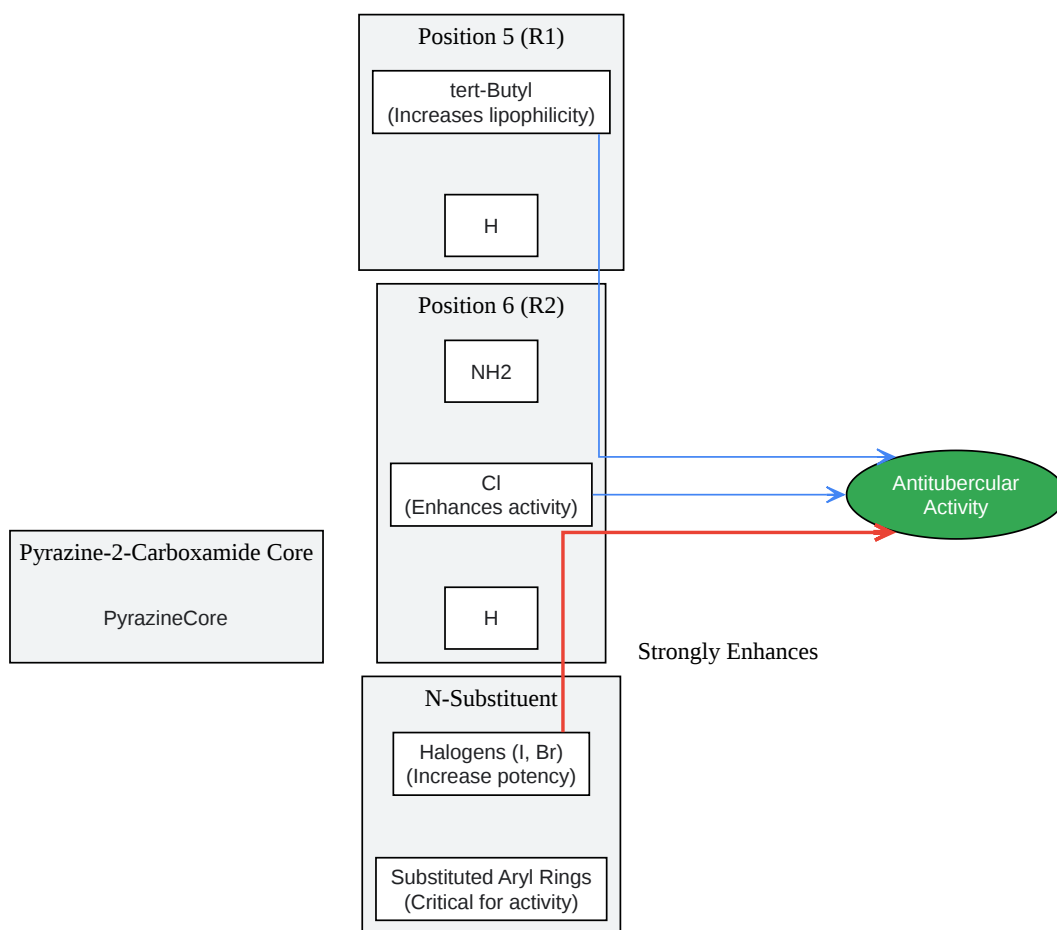 Position 5 (R1)
tert-Butyl
(Increases lipophilicity)
H
Position 6 (R2)
NH2
Cl
(Enhances activity)
H
Pyrazine-2-Carboxamide Core
PyrazineCore
N-Substituent
Halogens (I, Br)
(Increase potency)
Substituted Aryl Rings
(Critical for activity)
Strongly Enhances
Antitubercular
Activity